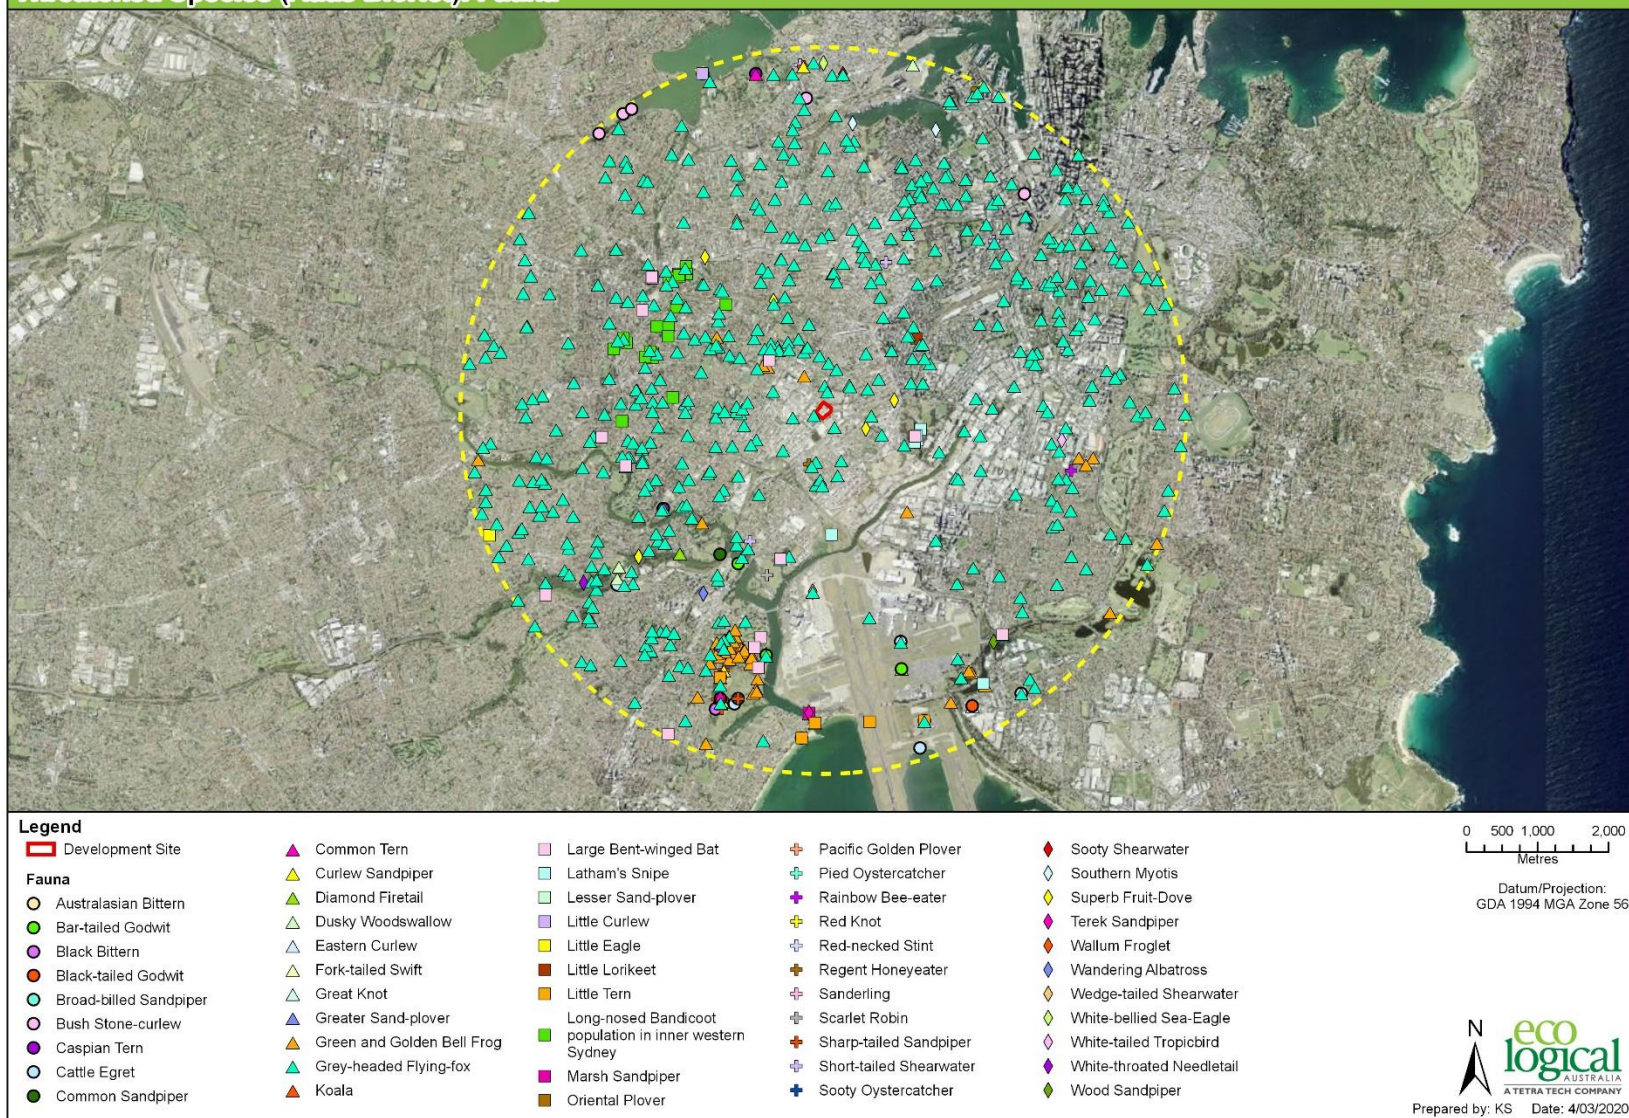 Threatened Species (Atlas Bionet): Fauna
Legend
Development Site
Fauna
Australasian Bittern
Bar-tailed Godwit
Black Bittern
Black-tailed Godwit
Broad-billed Sandpiper
Bush Stone-curlew
Caspian Tern
Cattle Egret
Common Sandpiper
Common Tern
Curlew Sandpiper
Diamond Firetail
Dusky Woodswallow
Eastern Curlew
Fork-tailed Swift
Great Knot
Greater Sand-plover
Green and Golden Bell Frog
Grey-headed Flying-fox
Koala
Large Bent-winged Bat
Latham's Snipe
Lesser Sand-plover
Little Curlew
Little Eagle
Little Lorikeet
Little Tern
Long-nosed Bandicoot
population in inner western
Sydney
Marsh Sandpiper
Oriental Plover
Pacific Golden Plover
Pied Oystercatcher
Rainbow Bee-eater
Red Knot
Red-necked Stint
Regent Honeyeater
Sanderling
Scarlet Robin
Sharp-tailed Sandpiper
Short-tailed Shearwater
Sooty Oystercatcher
Sooty Shearwater
Southern Myotis
Superb Fruit-Dove
Terek Sandpiper
Wallum Froglet
Wandering Albatross
Wedge-tailed Shearwater
White-bellied Sea-Eagle
White-tailed Tropicbird
White-throated Needletail
Wood Sandpiper
0 500 1,000 2,000
Metres
Datum/Projection:
GDA 1994 MGA Zone 56
N
eco
logical
AUSTRALIA
A TETRA TECH COMPANY
Prepared by: KS Date: 4/03/2020